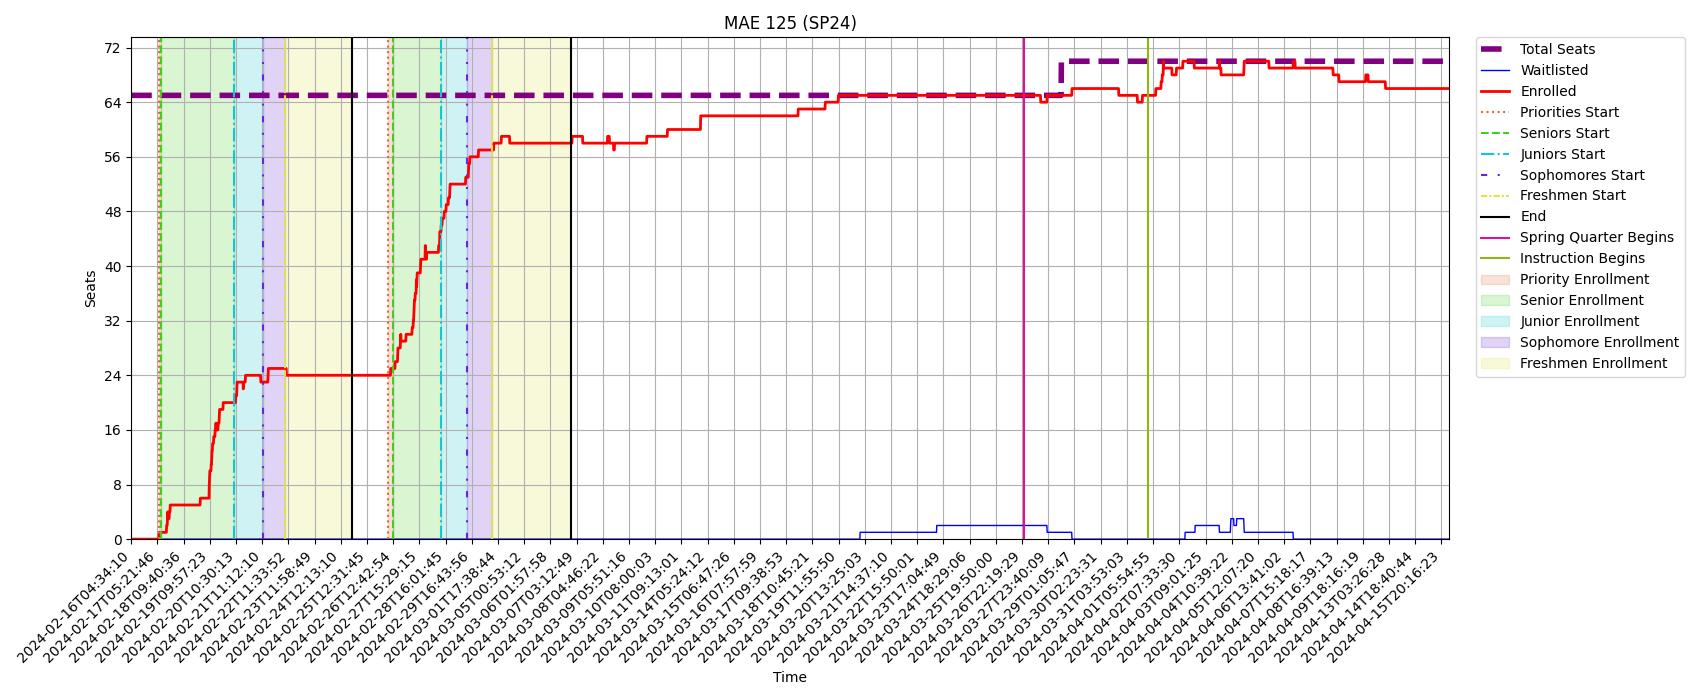 MAE 125 (SP24)
72
64
56
48
40
32
24
16
8
0
Seats
2024-02-16T04:34:10
2024-02-17T05:21:46
2024-02-18T09:40:36
2024-02-19T09:57:23
2024-02-20T10:30:13
2024-02-21T11:12:10
2024-02-22T11:33:52
2024-02-23T11:58:49
2024-02-24T12:13:10
2024-02-25T12:31:45
2024-02-26T12:42:54
2024-02-27T15:29:15
2024-02-28T16:01:45
2024-02-29T16:43:56
2024-03-01T17:38:44
2024-03-05T00:53:12
2024-03-06T01:57:58
2024-03-07T03:12:49
2024-03-08T04:46:22
2024-03-09T05:51:16
2024-03-10T08:00:03
2024-03-11T09:13:01
2024-03-14T05:24:12
2024-03-15T06:47:26
2024-03-16T07:57:59
2024-03-17T09:38:53
2024-03-18T10:45:21
2024-03-19T11:55:50
2024-03-20T13:25:03
2024-03-21T14:37:10
2024-03-22T15:50:01
2024-03-23T17:04:49
2024-03-24T18:29:06
2024-03-25T19:50:00
2024-03-26T22:19:29
2024-03-27T23:40:09
2024-03-29T01:05:47
2024-03-30T02:23:31
2024-03-31T03:53:03
2024-04-01T05:54:55
2024-04-02T07:33:30
2024-04-03T09:01:25
2024-04-04T10:39:22
2024-04-05T12:07:20
2024-04-06T13:41:02
2024-04-07T15:18:17
2024-04-08T16:39:13
2024-04-09T18:16:19
2024-04-13T03:26:28
2024-04-14T18:40:44
2024-04-15T20:16:23
Time
Total Seats
Waitlisted
Enrolled
Priorities Start
Seniors Start
Juniors Start
Sophomores Start
Freshmen Start
End
Spring Quarter Begins
Instruction Begins
Priority Enrollment
Senior Enrollment
Junior Enrollment
Sophomore Enrollment
Freshmen Enrollment